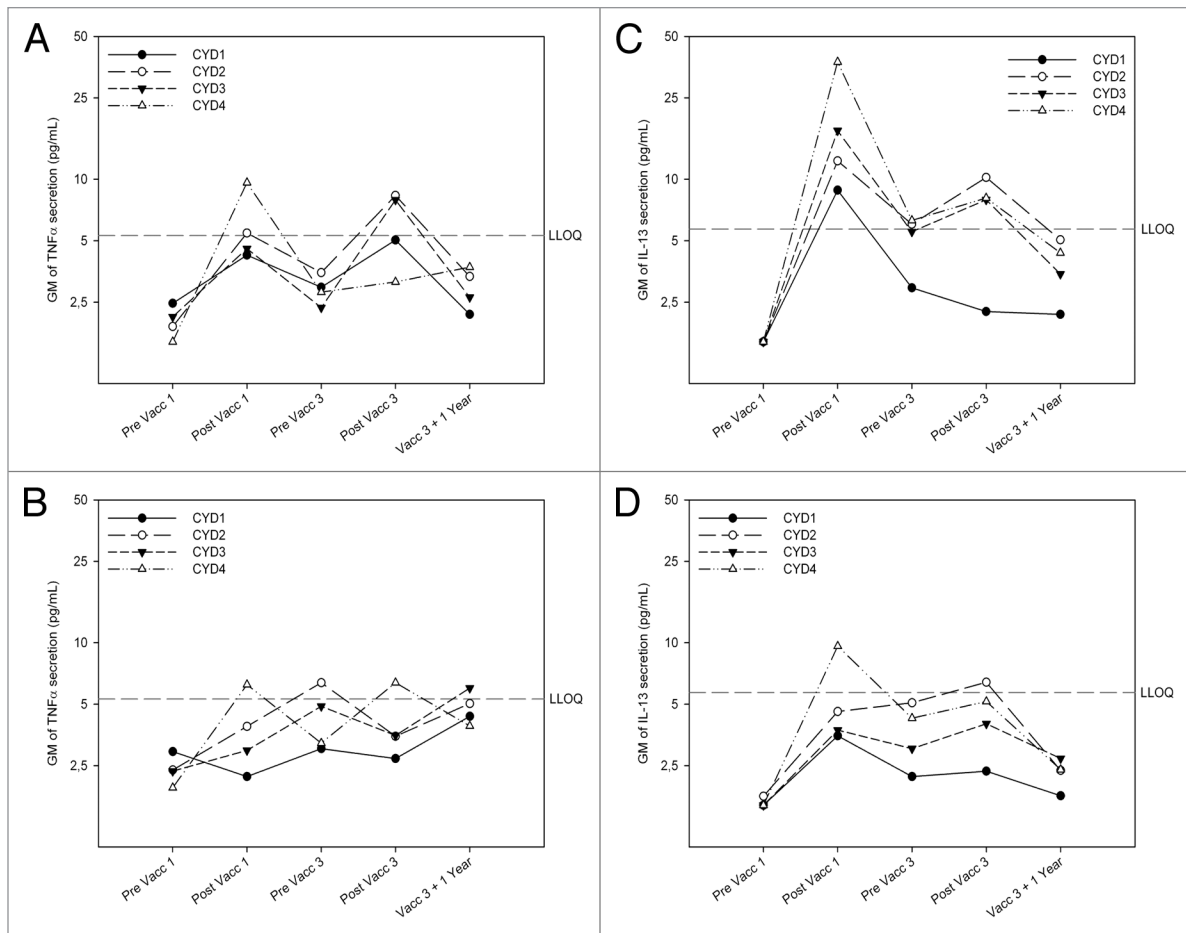 A
GM of TNFα secretion (pg/mL)
50
25
10
5
2,5
CYD1
CYD2
CYD3
CYD4
LLOQ
Pre Vacc 1
Post Vacc 1
Pre Vacc 3
Post Vacc 3
Vacc 3 + 1 Year
C
GM of IL-13 secretion (pg/mL)
50
25
10
5
2,5
CYD1
CYD2
CYD3
CYD4
LLOQ
Pre Vacc 1
Post Vacc 1
Pre Vacc 3
Post Vacc 3
Vacc 3 + 1 Year
B
GM of TNFα secretion (pg/mL)
50
25
10
5
2,5
CYD1
CYD2
CYD3
CYD4
LLOQ
Pre Vacc 1
Post Vacc 1
Pre Vacc 3
Post Vacc 3
Vacc 3 + 1 Year
D
GM of IL-13 secretion (pg/mL)
50
25
10
5
2,5
CYD1
CYD2
CYD3
CYD4
LLOQ
Pre Vacc 1
Post Vacc 1
Pre Vacc 3
Post Vacc 3
Vacc 3 + 1 Year